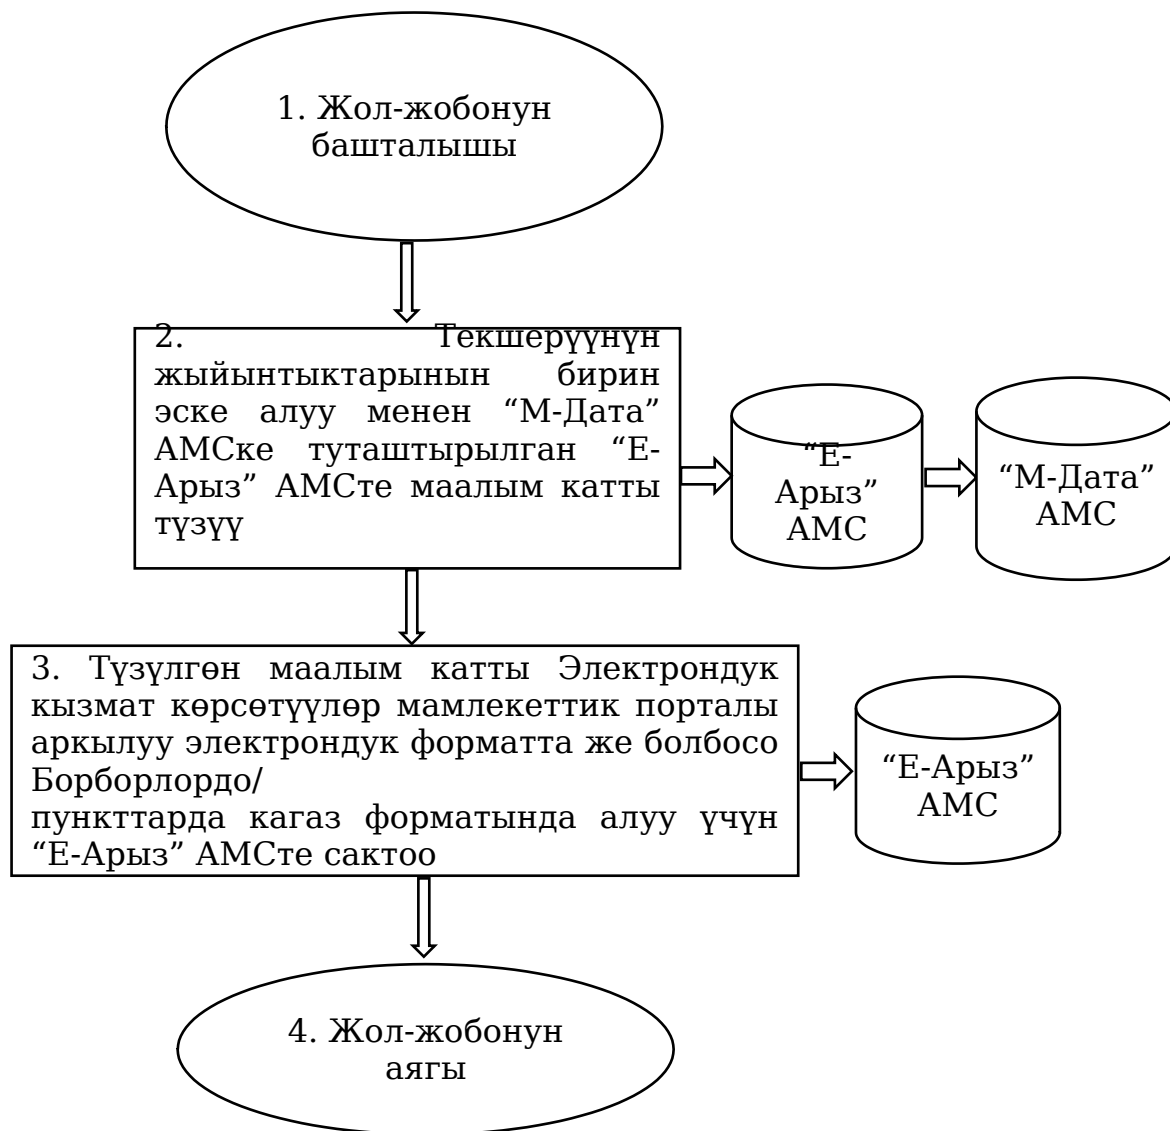 1. Жол-жобонун
башталышы
2. Текшерүүнүн
жыйынтыктарынын бирин
эске алуу менен “М-Дата”
АМСке туташтырылган “Е-
Арыз” АМСте маалым катты
түзүү
“Е-
Арыз”
АМС
“М-Дата”
АМС
3. Түзүлгөн маалым катты Электрондук
кызмат көрсөтүүлөр мамлекеттик порталы
аркылуу электрондук форматта же болбосо
Борборлордо/
пункттарда кагаз форматында алуу үчүн
“Е-Арыз” АМСте сактоо
“Е-Арыз”
АМС
4. Жол-жобонун
аягы